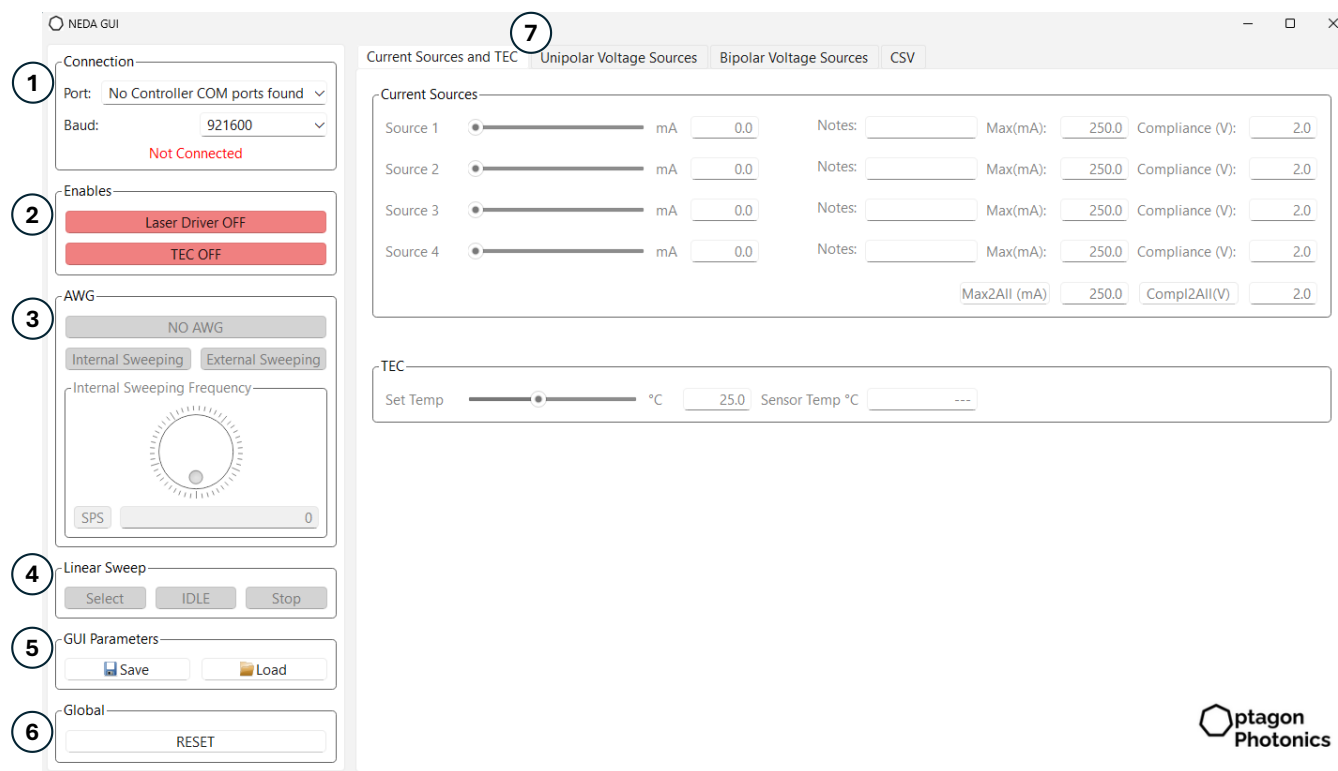 NEDA GUI
7
1
Connection
Port: No Controller COM ports found
Baud: 921600
Not Connected
2
Enables
Laser Driver OFF
TEC OFF
3
AWG
NO AWG
Internal Sweeping External Sweeping
Internal Sweeping Frequency
SPS 0
4
Linear Sweep
Select IDLE Stop
5
GUI Parameters
Save Load
6
Global
RESET
Current Sources and TEC Unipolar Voltage Sources Bipolar Voltage Sources CSV
Current Sources
Source 1 mA 0.0 Notes: Max(mA): 250.0 Compliance (V): 2.0
Source 2 mA 0.0 Notes: Max(mA): 250.0 Compliance (V): 2.0
Source 3 mA 0.0 Notes: Max(mA): 250.0 Compliance (V): 2.0
Source 4 mA 0.0 Notes: Max(mA): 250.0 Compliance (V): 2.0
Max2All (mA) 250.0 Compl2All(V) 2.0
TEC
Set Temp °C 25.0 Sensor Temp °C ---
Optagon
Photonics